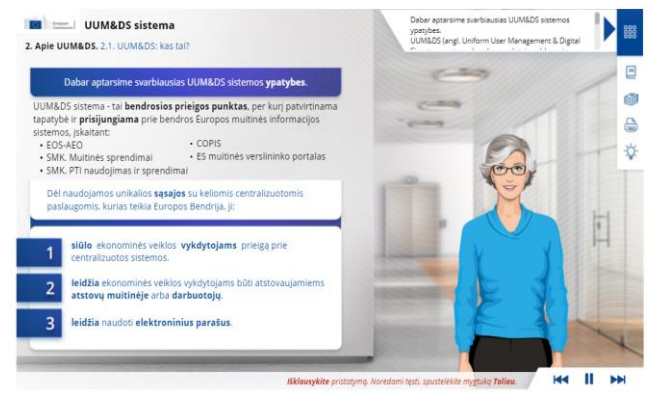 UUM&DS sistema
2. Apie UUM&DS. 2.1. UUM&DS: kas tai?
Dabar aptarsime svarbiausias UUM&DS sistemos ypatybes.
UUM&DS sistema - tai bendrosios prieigos punktas, per kurį patvirtinama
tapatybė ir prisijungiama prie bendros Europos muitinės informacijos
sistemos, įskaitant:
• EOS-AEO
• SMK. Muitinės sprendimai
• SMK. PTI naudojimas ir sprendimai
• COPIS
• ES muitinės verslininko portalas
Dėl naudojamos unikalios sąsajos su keliomis centralizuotomis
paslaugomis, kurias teikia Europos Bendrija, ji:
1 siūlo ekonominės veiklos vykdytojams prieigą prie
centralizuotos sistemos.
2 leidžia ekonominės veiklos vykdytojams būti atstovaujamiems
atstovų muitinėje arba darbuotojų.
3 leidžia naudoti elektroninius parašus.
Dabar aptarsime svarbiausias UUM&DS sistemos
ypatybes.
UUM&DS (angl. Uniform User Management & Digital
Išklausykite pristatymą. Norėdami tęsti, spustelėkite mygtuką Toliau.